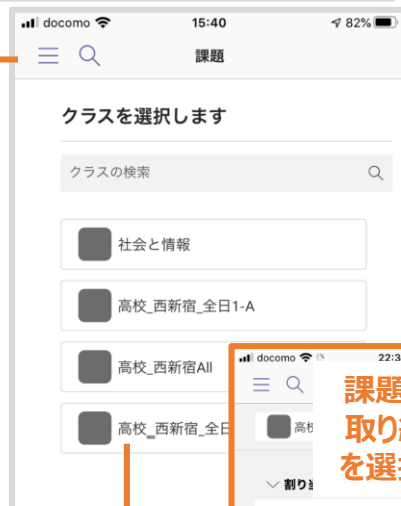 docomo 15:40 82%
課題
クラスを選択します
クラスの検索
社会と情報
高校_西新宿_全日1-A
高校_西新宿All
高校_西新宿_全日
docomo 22:3
課題
取り
を選
高校
割り